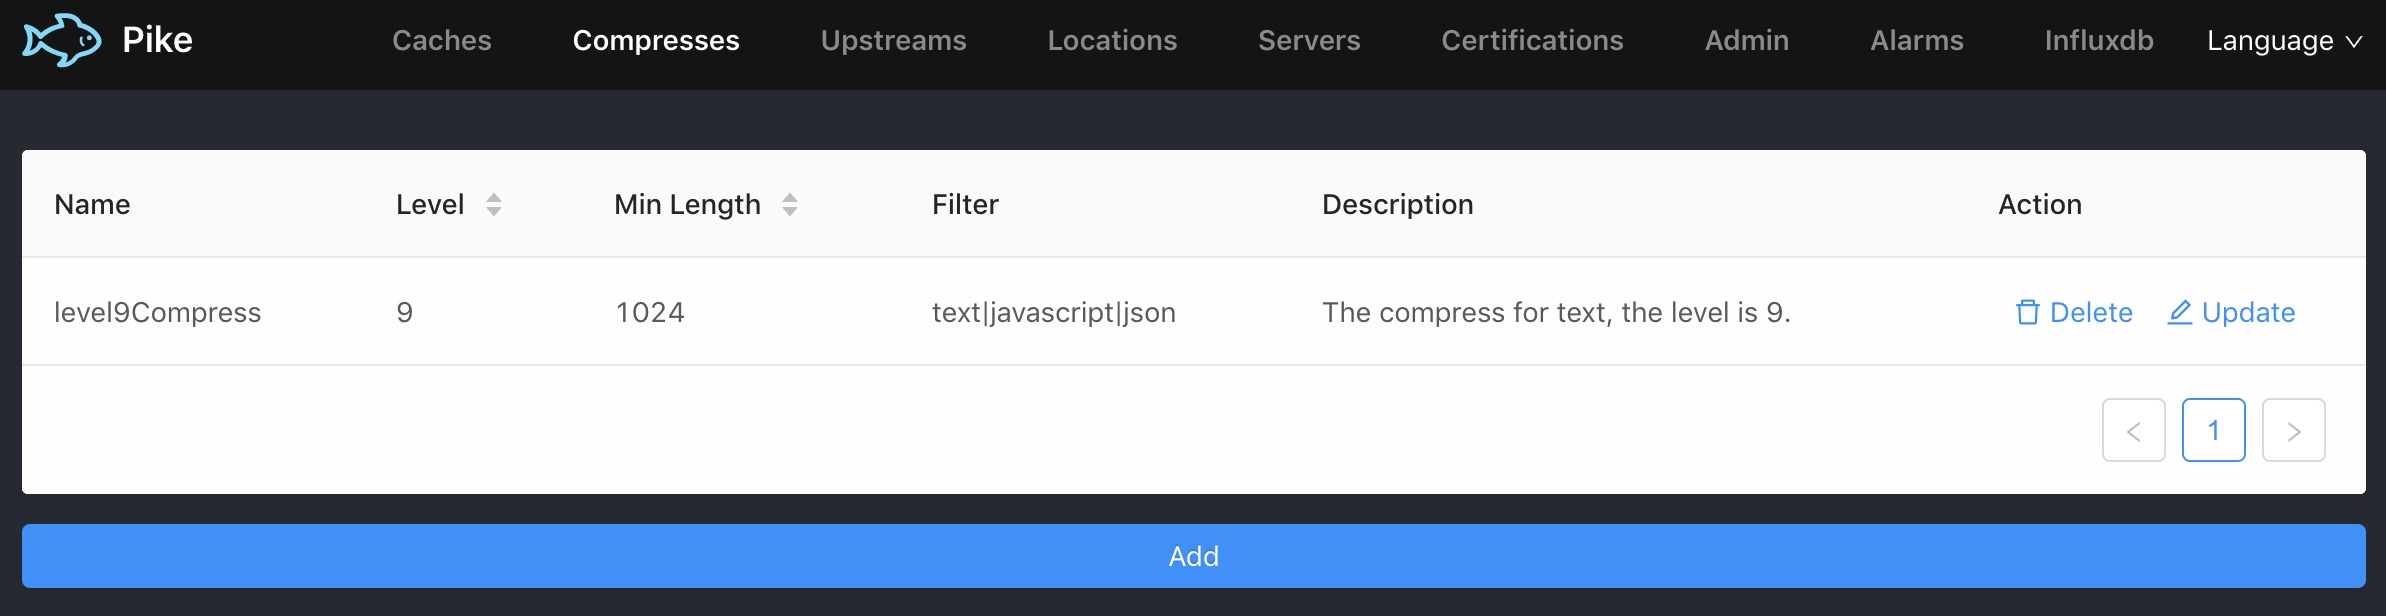 Pike Caches Compresses Upstreams Locations Servers Certifications Admin Alarms Influxdb Language
Name Level Min Length Filter Description Action
level9Compress 9 1024 text|javascript|json The compress for text, the level is 9. Delete Update
< 1 >
Add